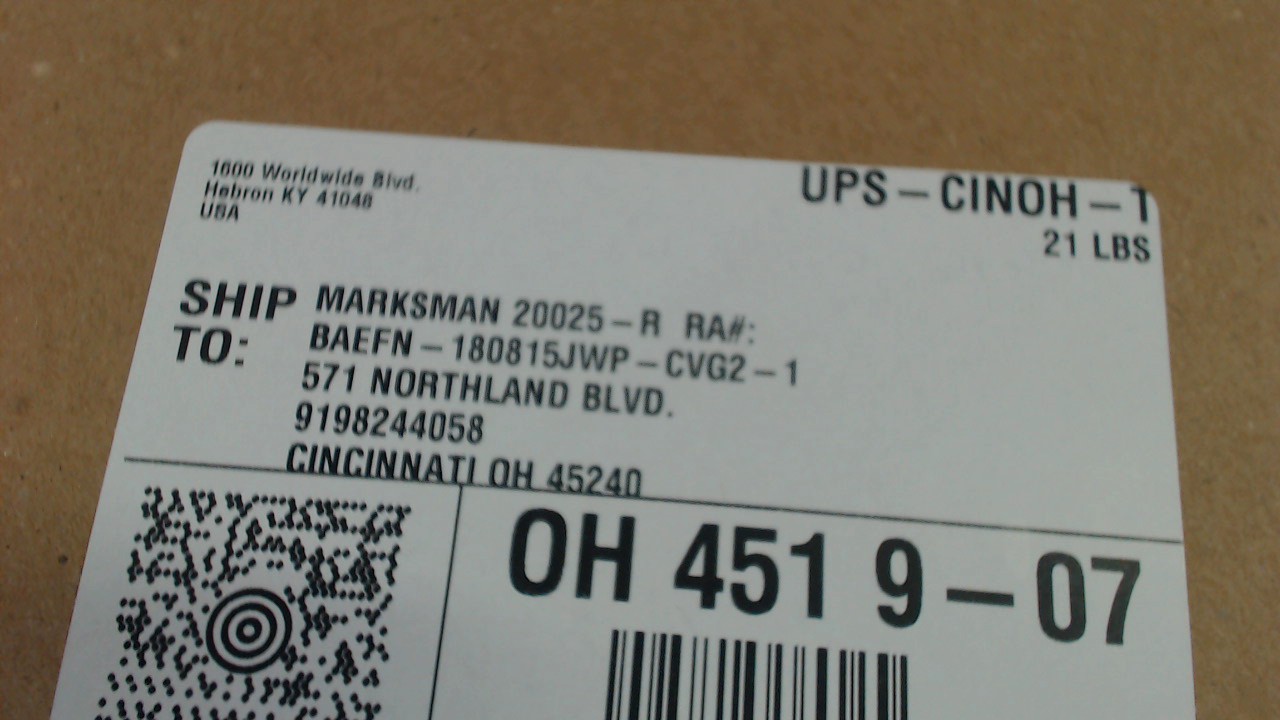 1600 Worldwide Blvd.
Hebron KY 41048
USA
UPS - CINOH - 1
21 LBS
SHIP TO:
MARKSMAN 20025 - R RA#:
BAEFN - 180815JWP - CVG2 - 1
571 NORTHLAND BLVD.
9198244058
CINCINNATI OH 45240
OH 451 9 - 07